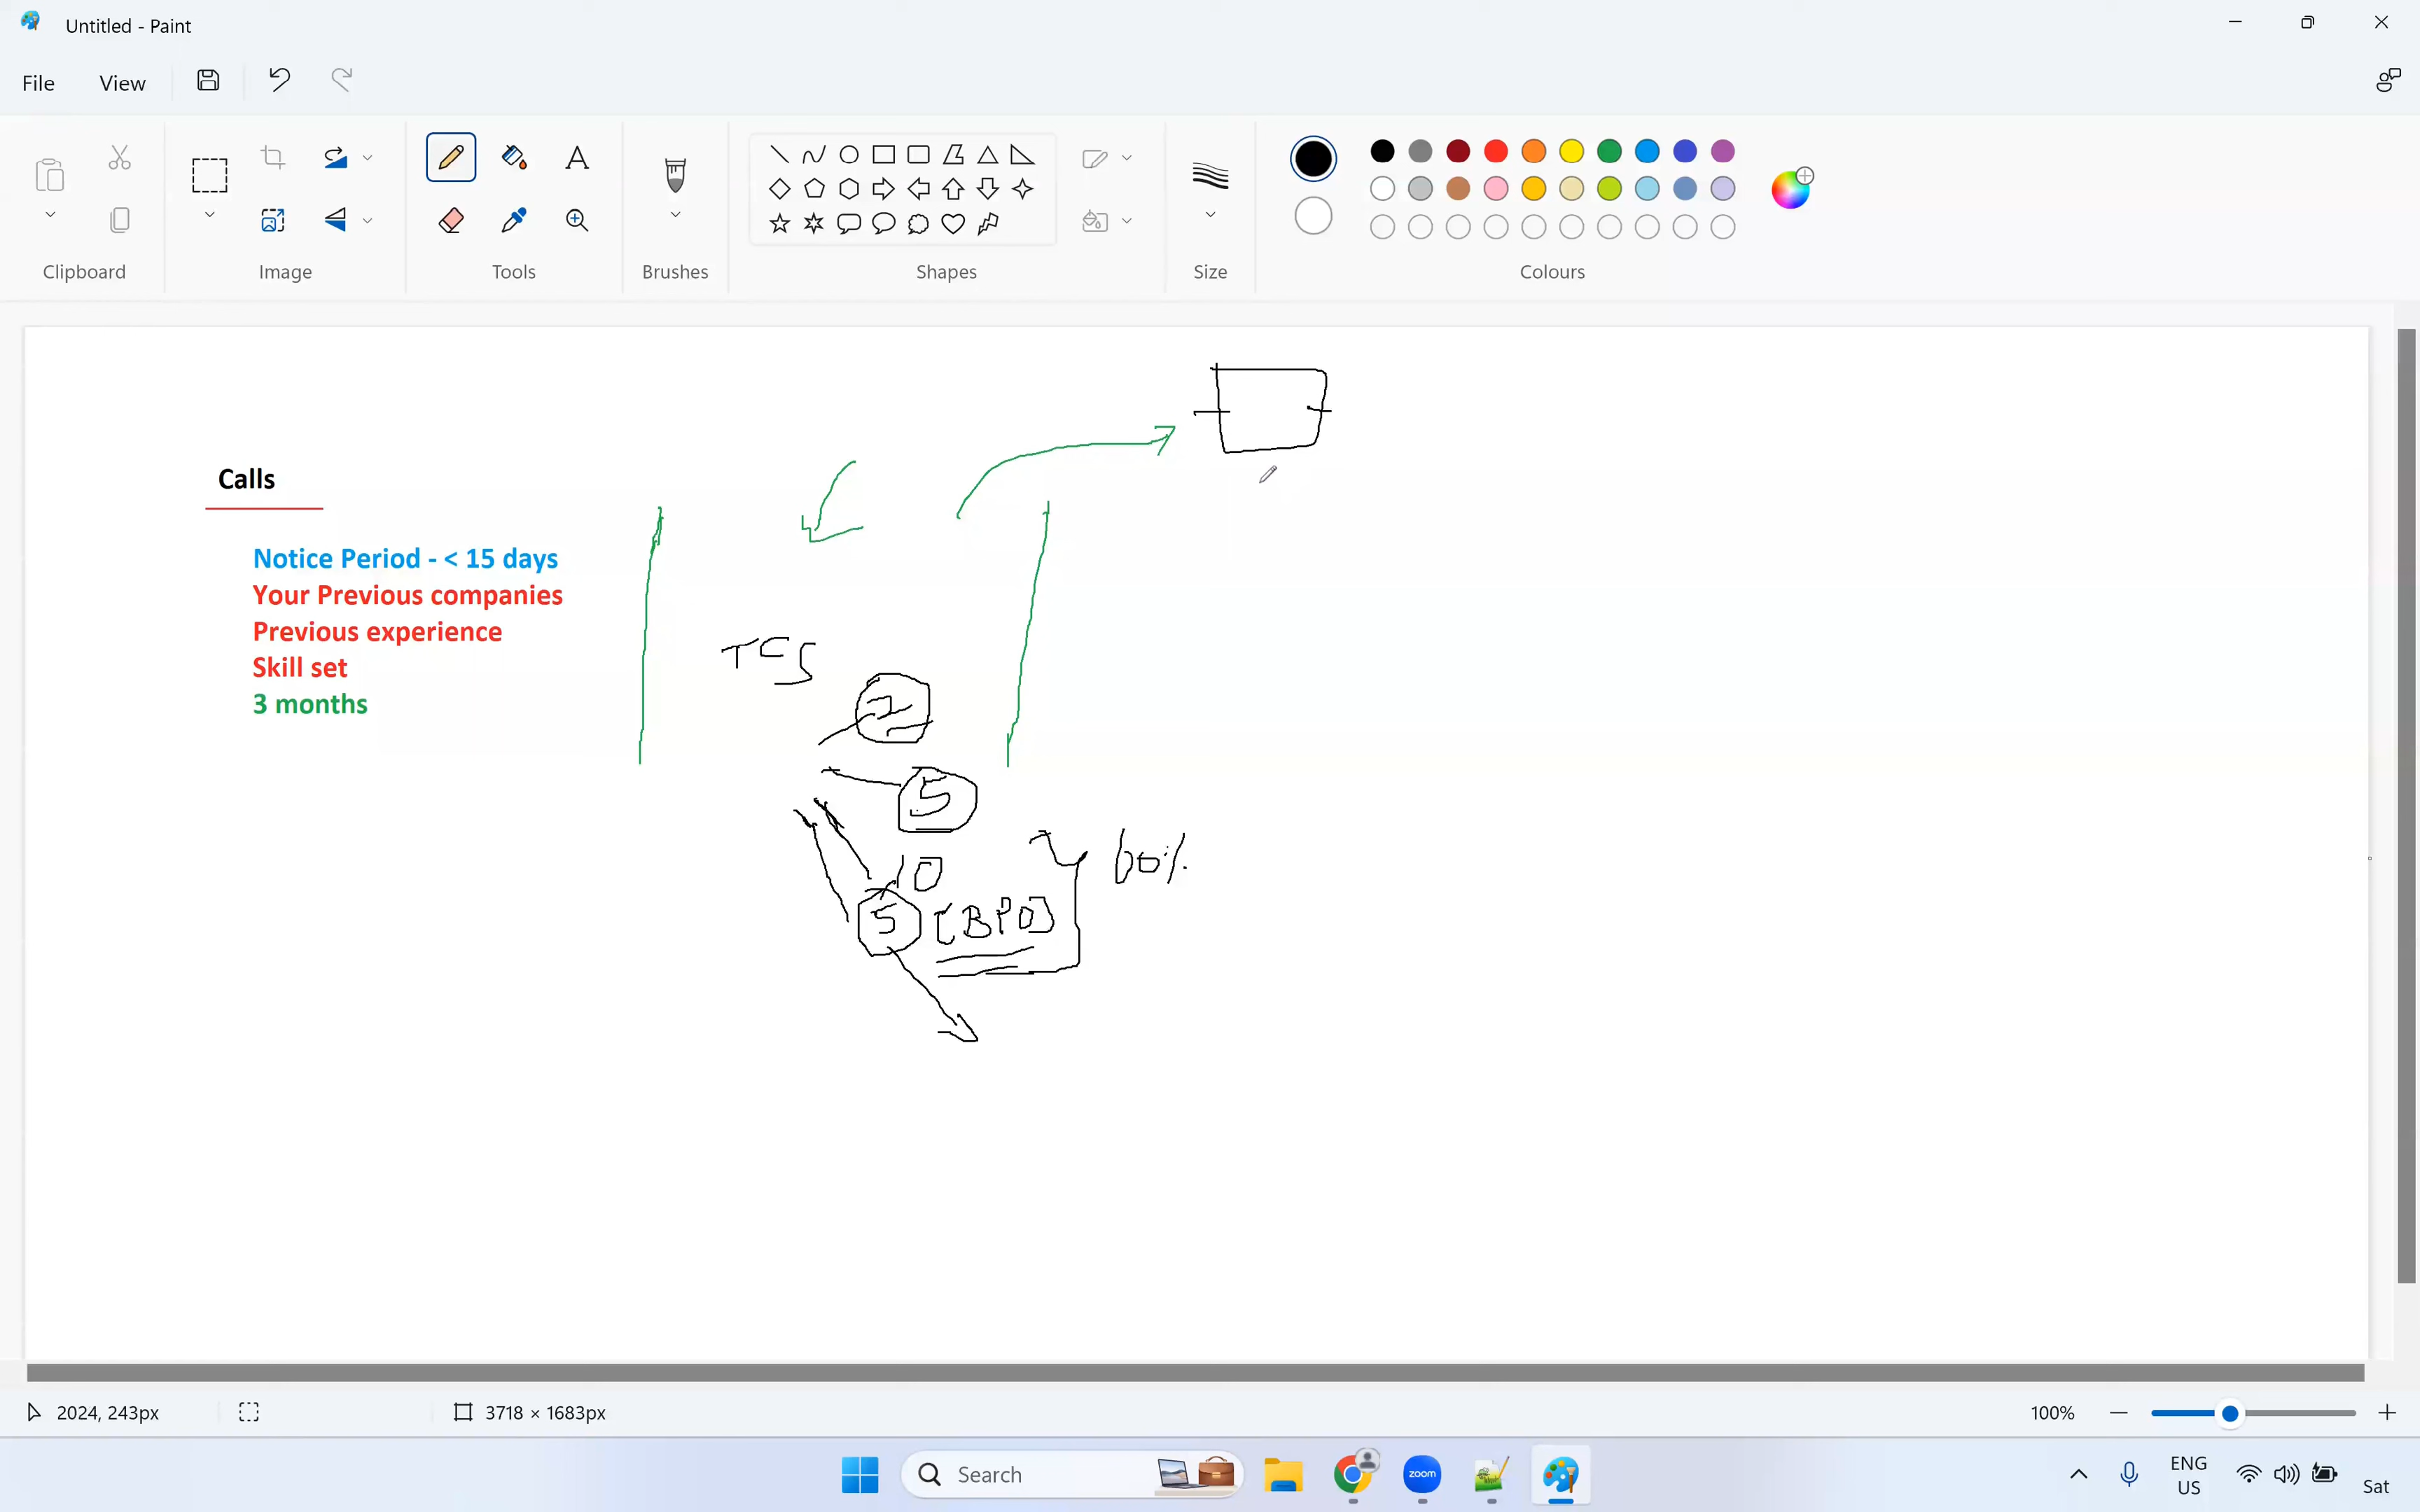 Untitled - Paint
File View
Clipboard
Image
Tools
Brushes
Shapes
Size
Colours
Calls
Notice Period - < 15 days
Your Previous companies
Previous experience
Skill set
3 months
TCS
2
5
10
5 [BPO]
60%
2024, 243px
3718 × 1683px
100%
Search
zoom
ENG
US
Sat